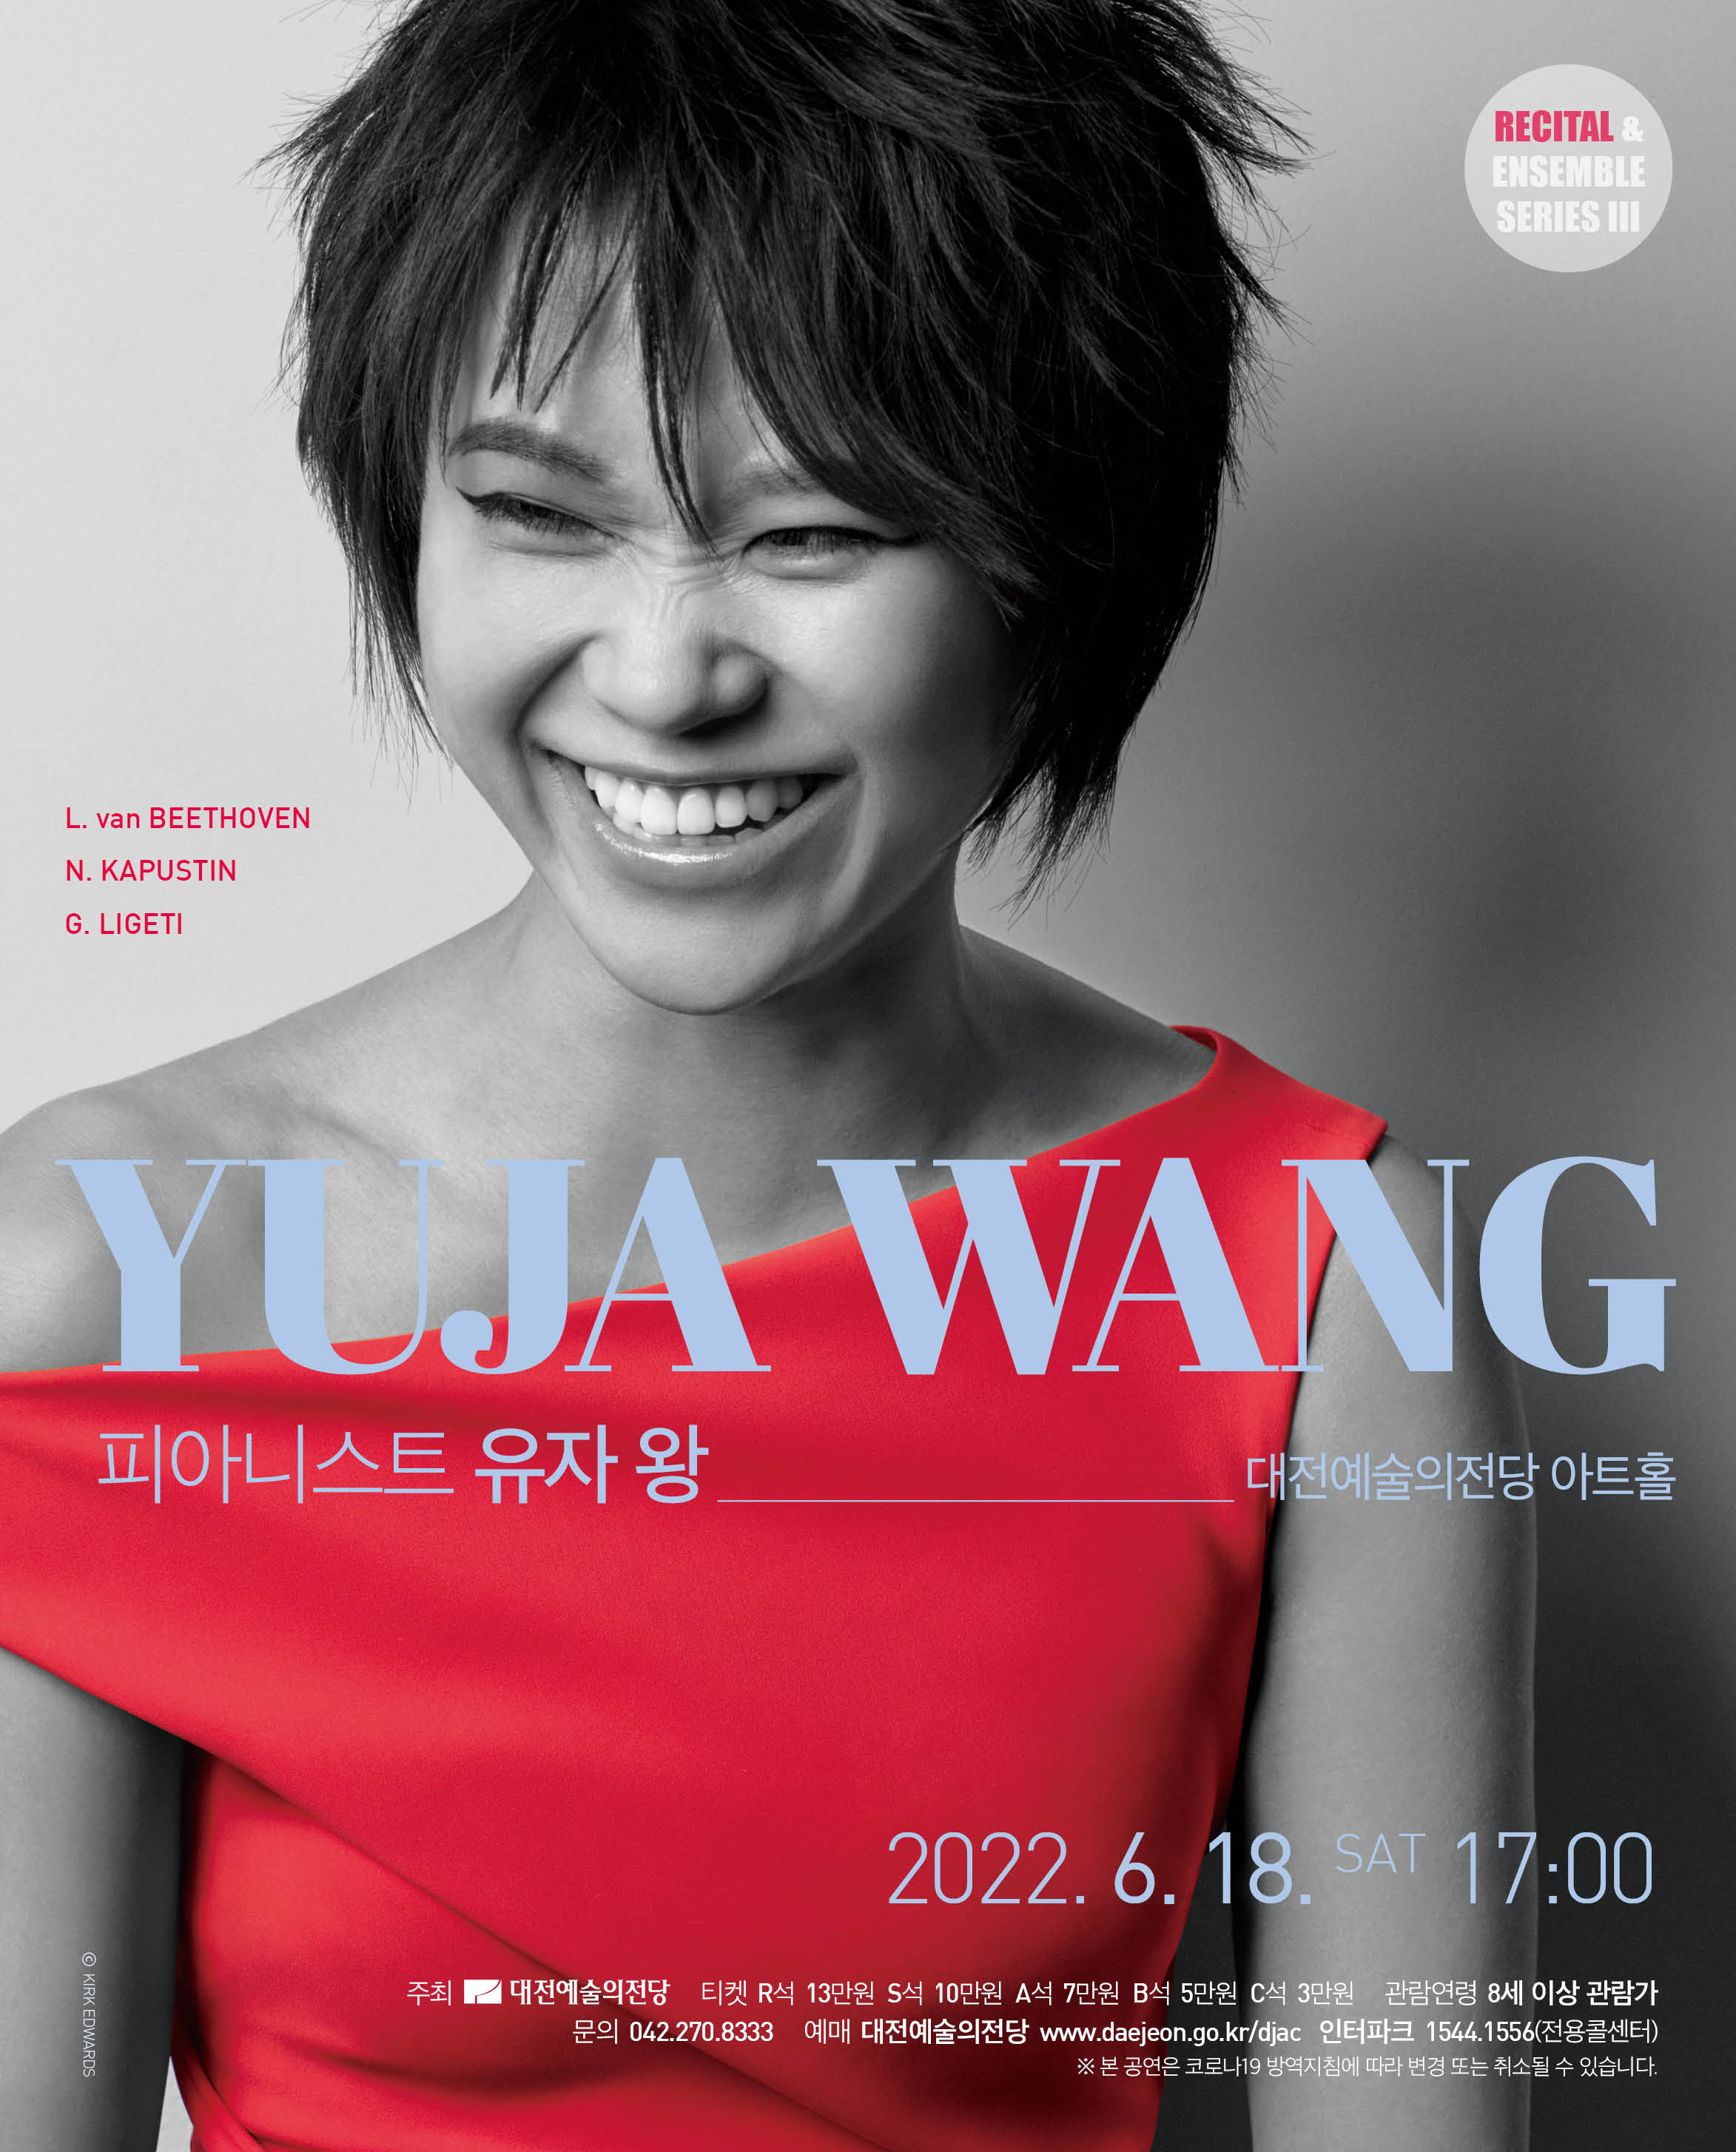 RECITAL &
ENSEMBLE
SERIES III
L. van BEETHOVEN
N. KAPUSTIN
G. LIGETI
YUJA WANG
피아니스트 유자 왕 대전예술의전당 아트홀
2022. 6. 18. SAT 17:00
주최 대전예술의전당 티켓 R석 13만원 S석 10만원 A석 7만원 B석 5만원 C석 3만원 관람연령 8세 이상 관람가
문의 042.270.8333 예매 대전예술의전당 www.daejeon.go.kr/djac 인터파크 1544.1556(전용콜센터)
※ 본 공연은 코로나19 방역지침에 따라 변경 또는 취소될 수 있습니다.
© KIRK EDWARDS